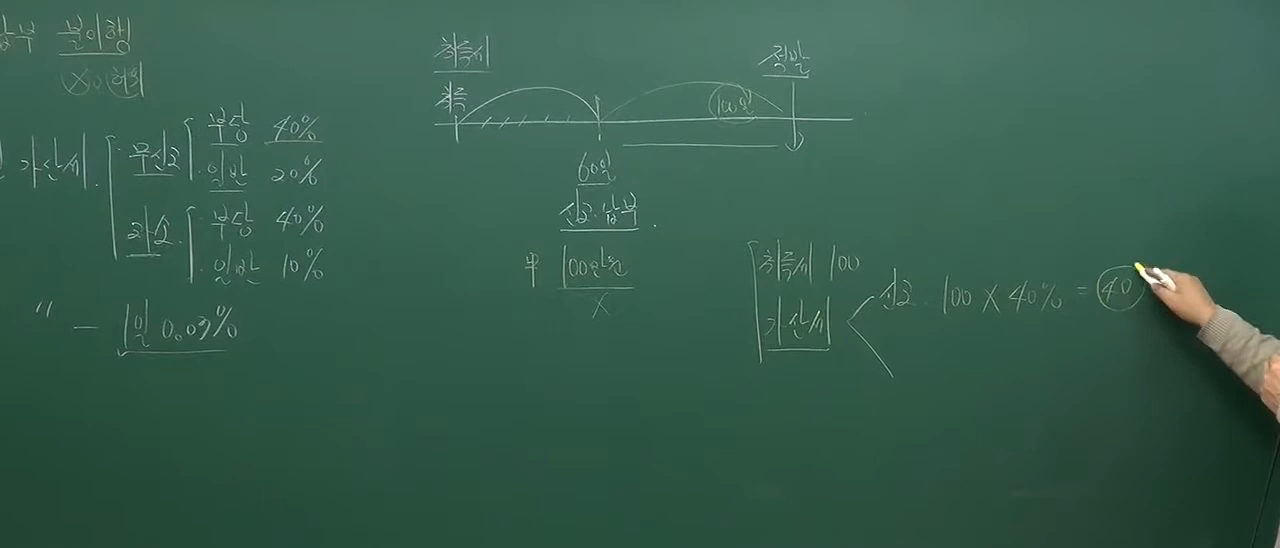 납부 불이행
취득세
취득
적발
100일
가산세
무신고
부당 40%
일반 20%
과소
부당 40%
일반 10%
60일
신고·납부
甲 100만원
X
〃 – 1일 0.03%
취득세 100
가산세
신고. 100 X 40% = 40